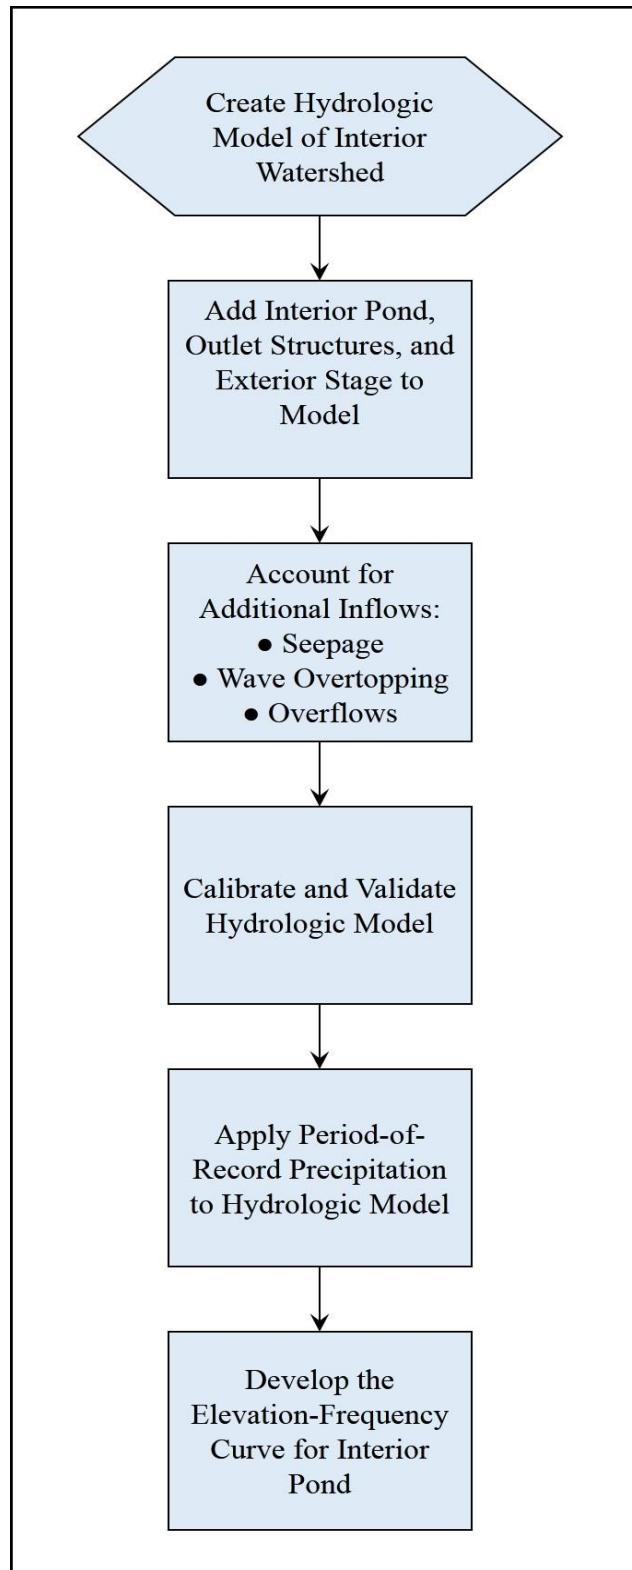 Create Hydrologic
Model of Interior
Watershed
Add Interior Pond,
Outlet Structures, and
Exterior Stage to
Model
Account for
Additional Inflows:
● Seepage
● Wave Overtopping
● Overflows
Calibrate and Validate
Hydrologic Model
Apply Period-of-
Record Precipitation
to Hydrologic Model
Develop the
Elevation-Frequency
Curve for Interior
Pond